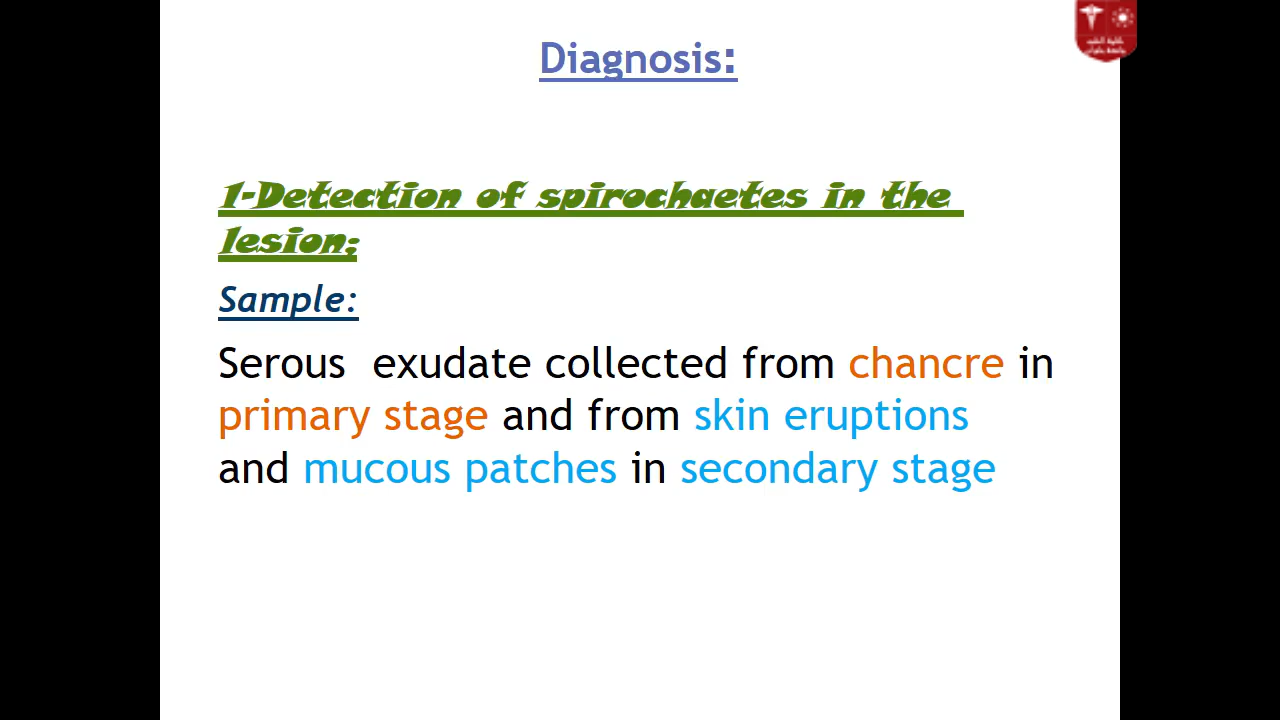 Diagnosis:
1-Detection of spirochaetes in the
lesion;
Sample:
Serous exudate collected from chancre in
primary stage and from skin eruptions
and mucous patches in secondary stage